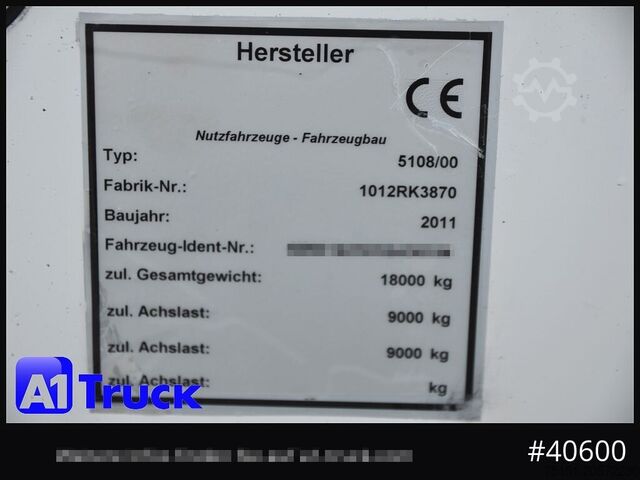 Hersteller
CE
Nutzfahrzeuge - Fahrzeugbau
Typ: 5108/00
Fabrik-Nr.: 1012RK3870
Baujahr: 2011
Fahrzeug-Ident-Nr.:
zul. Gesamtgewicht: 18000 kg
zul. Achslast: 9000 kg
zul. Achslast: 9000 kg
zul. Achslast: kg
A1 Truck
#40600